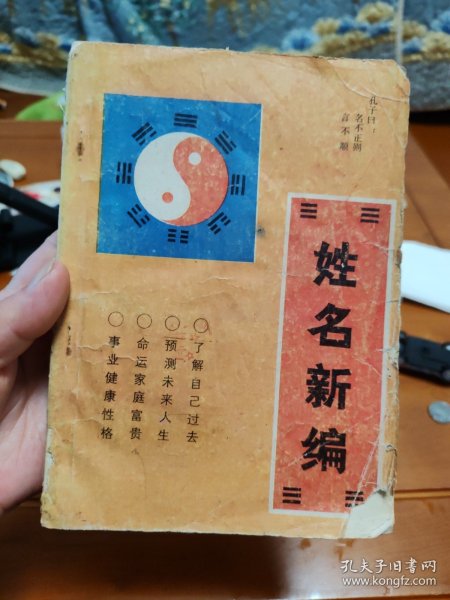 孔子曰：
名不正则
言不顺
姓名新编
○了解自己过去
○预测未来人生
○命运家庭富贵
○事业健康性格
孔夫子旧书网
www.kongfz.com